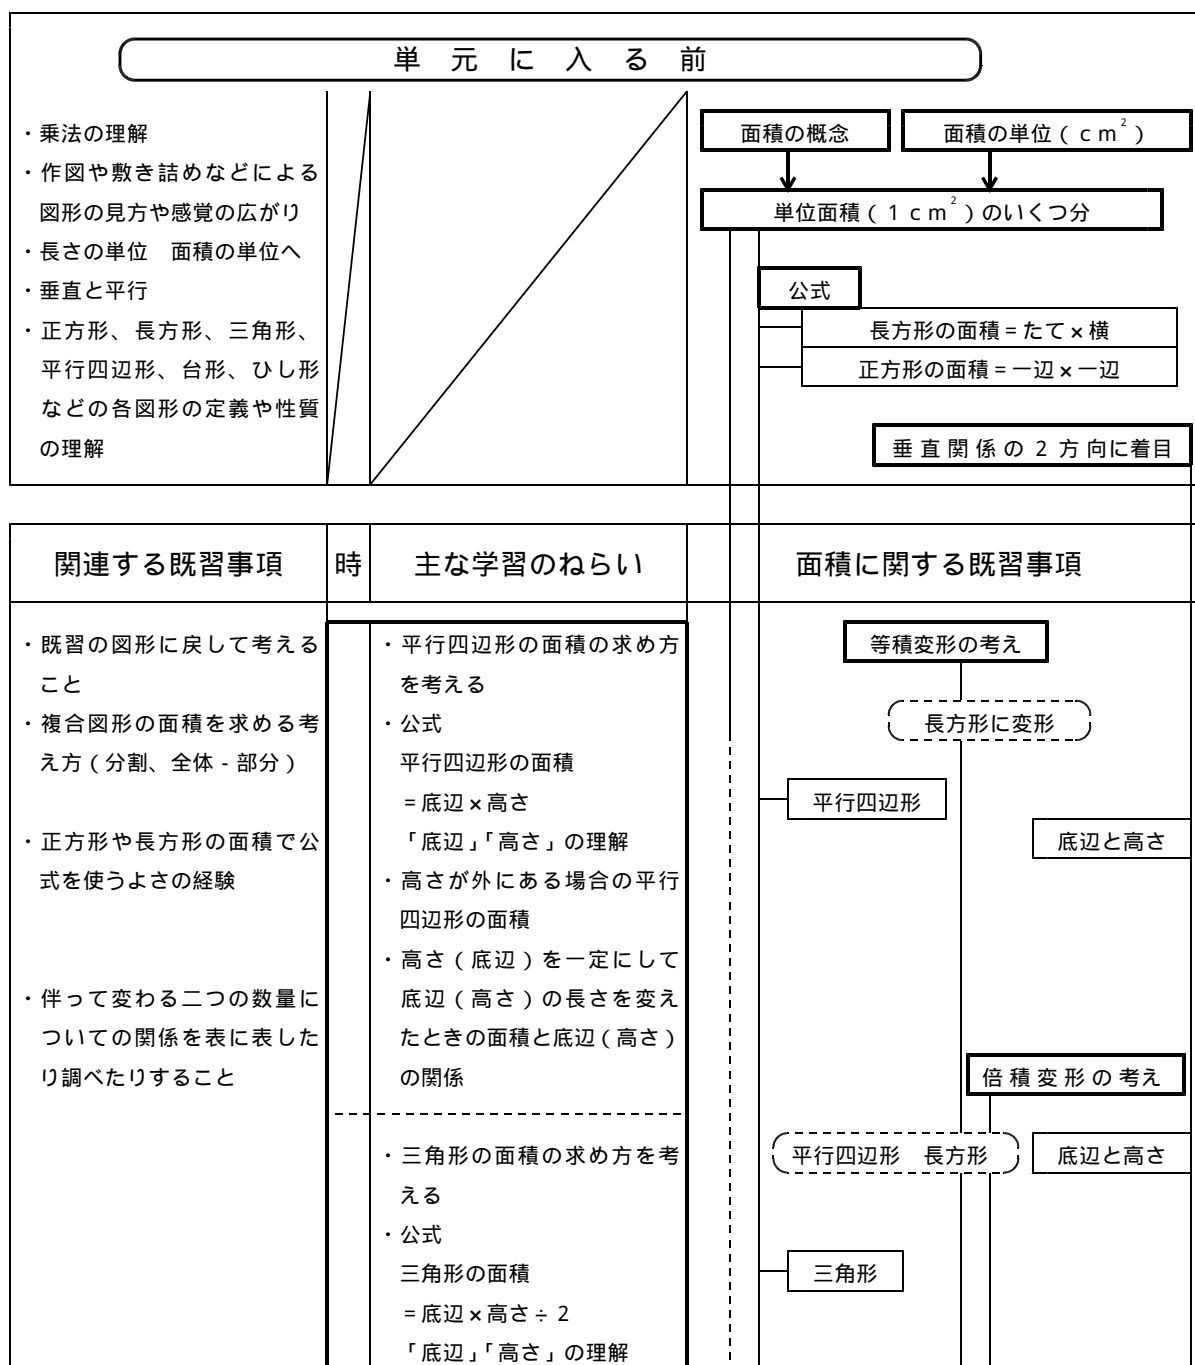 単元に入る前
・乗法の理解
・作図や敷き詰めなどによる
図形の見方や感覚の広がり
・長さの単位　面積の単位へ
・垂直と平行
・正方形、長方形、三角形、
平行四辺形、台形、ひし形
などの各図形の定義や性質
の理解
面積の概念
面積の単位（ｃｍ²）
単位面積（１ｃｍ²）のいくつ分
公式
長方形の面積＝たて×横
正方形の面積＝一辺×一辺
垂直関係の２方向に着目
関連する既習事項
時
主な学習のねらい
面積に関する既習事項
・既習の図形に戻して考える
こと
・複合図形の面積を求める考
え方（分割、全体－部分）
・正方形や長方形の面積で公
式を使うよさの経験
・伴って変わる二つの数量に
ついての関係を表に表した
り調べたりすること
・平行四辺形の面積の求め方
を考える
・公式
平行四辺形の面積
＝底辺×高さ
「底辺」「高さ」の理解
・高さが外にある場合の平行
四辺形の面積
・高さ（底辺）を一定にして
底辺（高さ）の長さを変え
たときの面積と底辺（高さ）
の関係
・三角形の面積の求め方を考
える
・公式
三角形の面積
＝底辺×高さ÷２
「底辺」「高さ」の理解
等積変形の考え
長方形に変形
平行四辺形
底辺と高さ
倍積変形の考え
平行四辺形　長方形
底辺と高さ
三角形